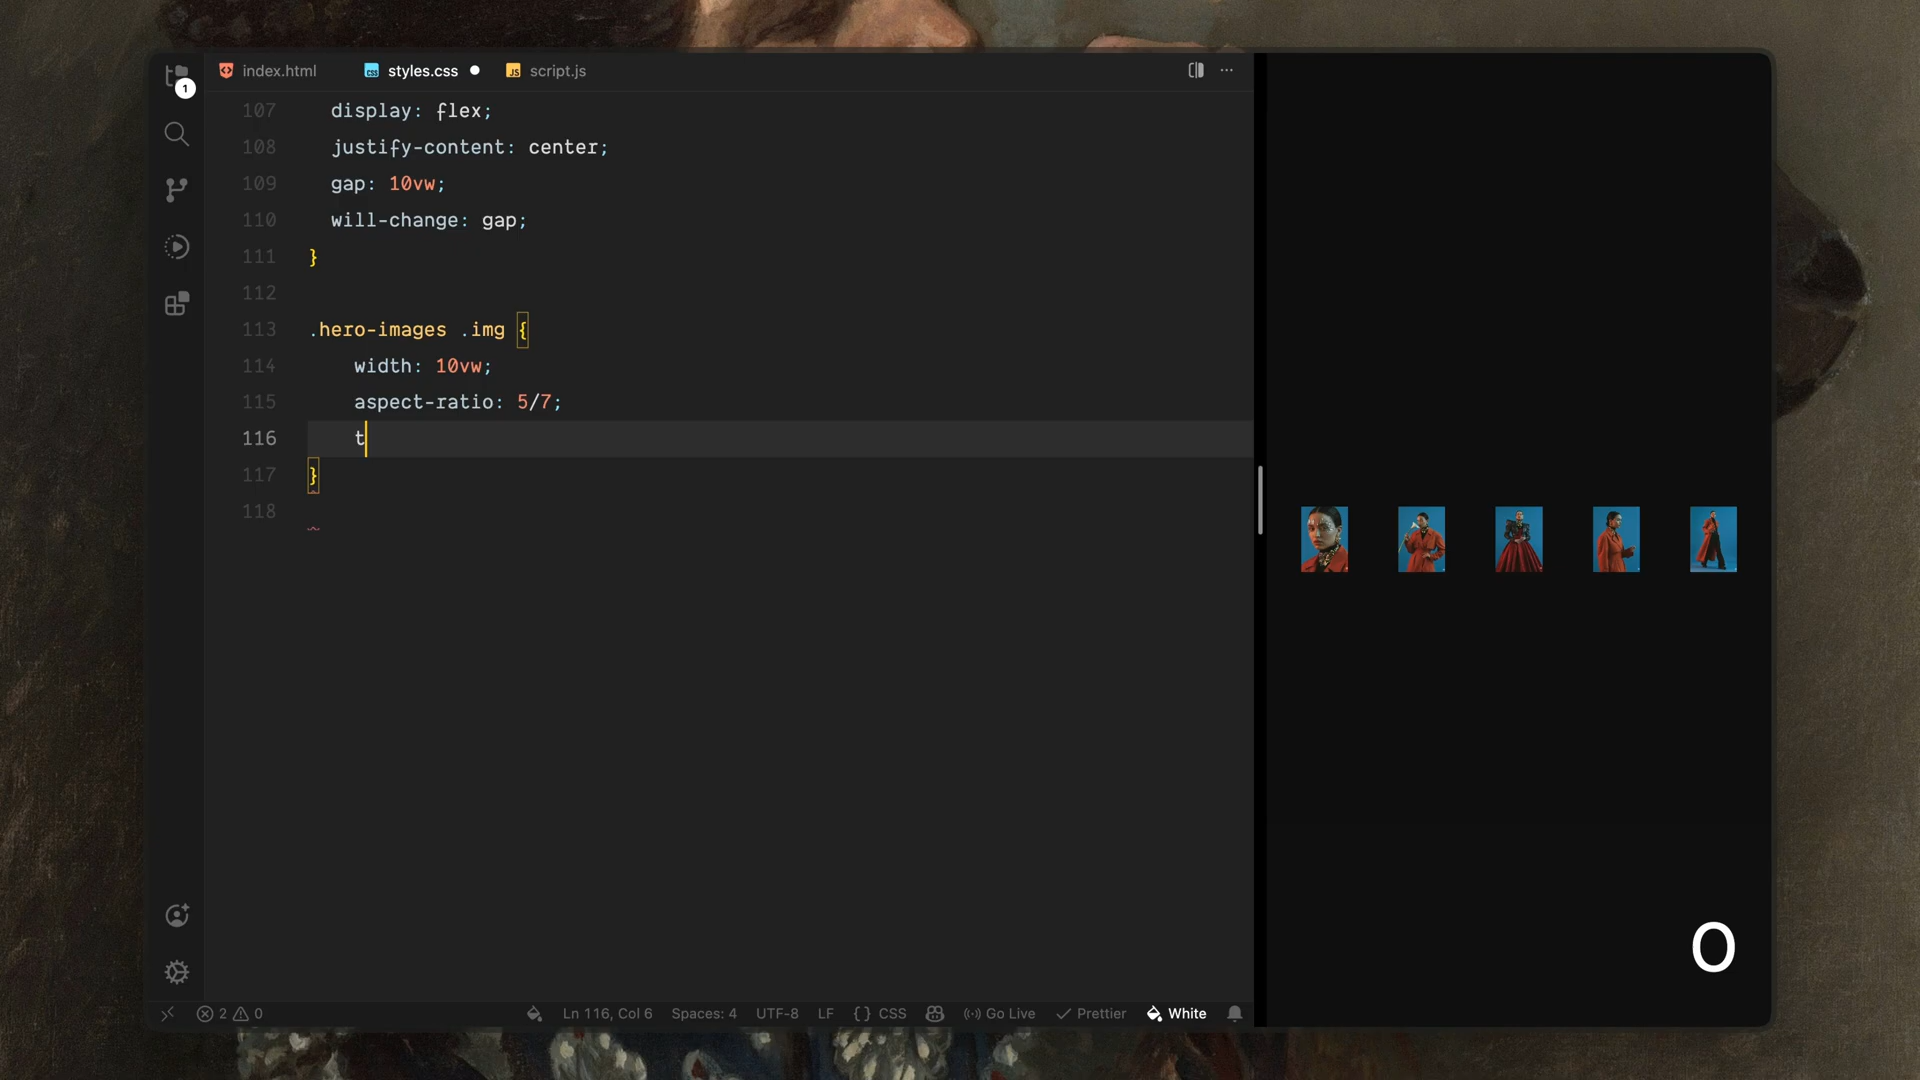 1
index.html
styles.css
JS script.js
107 display: flex;
108 justify-content: center;
109 gap: 10vw;
110 will-change: gap;
111 }
112
113 .hero-images .img {
114 width: 10vw;
115 aspect-ratio: 5/7;
116 t
117 }
118
0
2 0
Ln 116, Col 6
Spaces: 4
UTF-8
LF
{} CSS
Go Live
Prettier
White